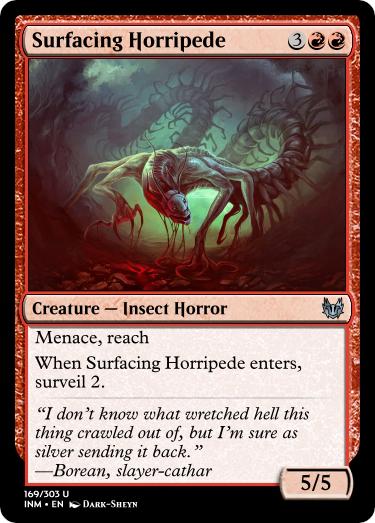 Surfacing Horripede 3
Creature — Insect Horror
Menace, reach
When Surfacing Horripede enters,
surveil 2.
“I don’t know what wretched hell this
thing crawled out of, but I’m sure as
silver sending it back.”
—Borean, slayer-cathar
5/5
169/303 U
INM • EN Dark-Sheyn